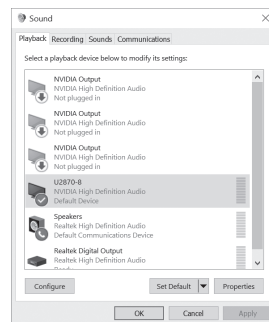 Sound
Playback Recording Sounds Communications
Select a playback device below to modify its settings:
NVIDIA Output
NVIDIA High Definition Audio
Not plugged in
NVIDIA Output
NVIDIA High Definition Audio
Not plugged in
NVIDIA Output
NVIDIA High Definition Audio
Not plugged in
U2870-8
NVIDIA High Definition Audio
Default Device
Speakers
Realtek High Definition Audio
Default Communications Device
Realtek Digital Output
Realtek High Definition Audio
Configure Set Default Properties
OK Cancel Apply